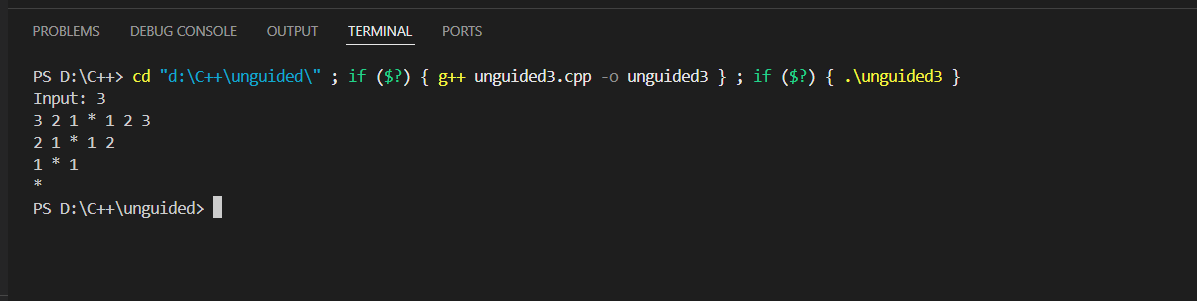 PROBLEMS DEBUG CONSOLE OUTPUT TERMINAL PORTS
PS D:\C++> cd "d:\C++\unguided\" ; if ($?) { g++ unguided3.cpp -o unguided3 } ; if ($?) { .\unguided3 }
Input: 3
3 2 1 * 1 2 3
2 1 * 1 2
1 * 1
*
PS D:\C++\unguided>